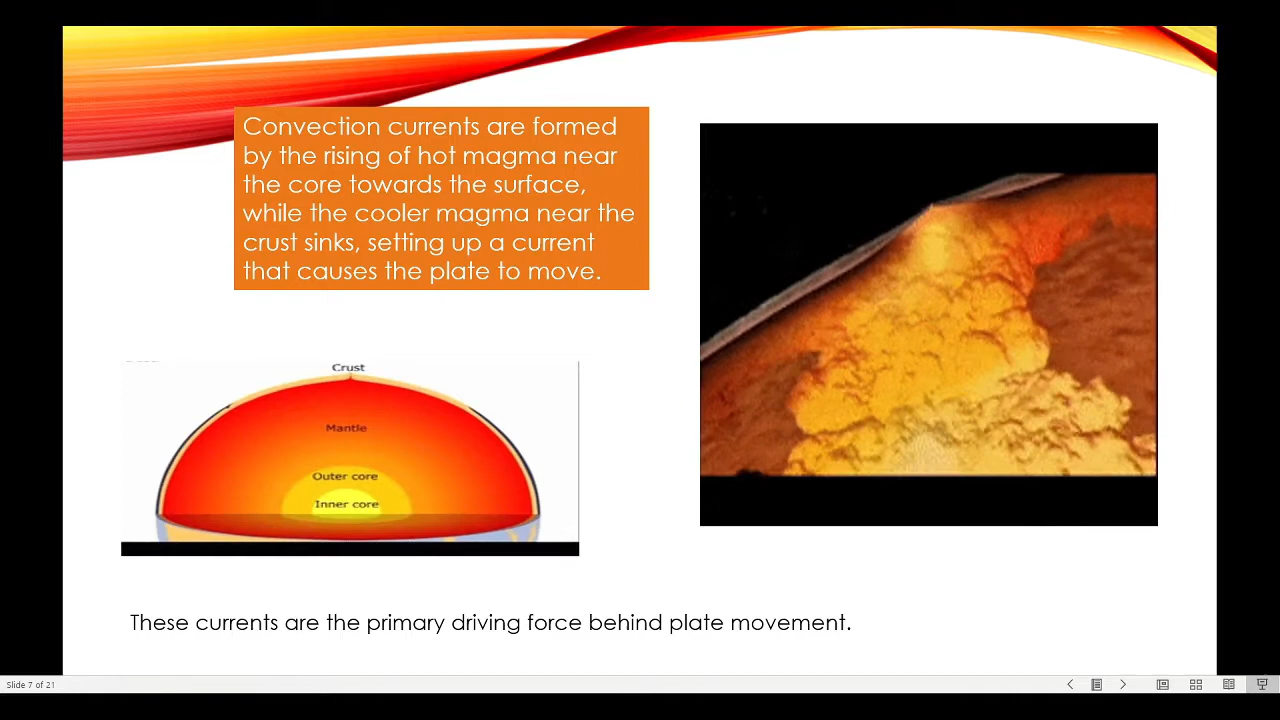 Convection currents are formed
by the rising of hot magma near
the core towards the surface,
while the cooler magma near the
crust sinks, setting up a current
that causes the plate to move.
Crust
Mantle
Outer core
Inner core
These currents are the primary driving force behind plate movement.
Slide 7 of 21